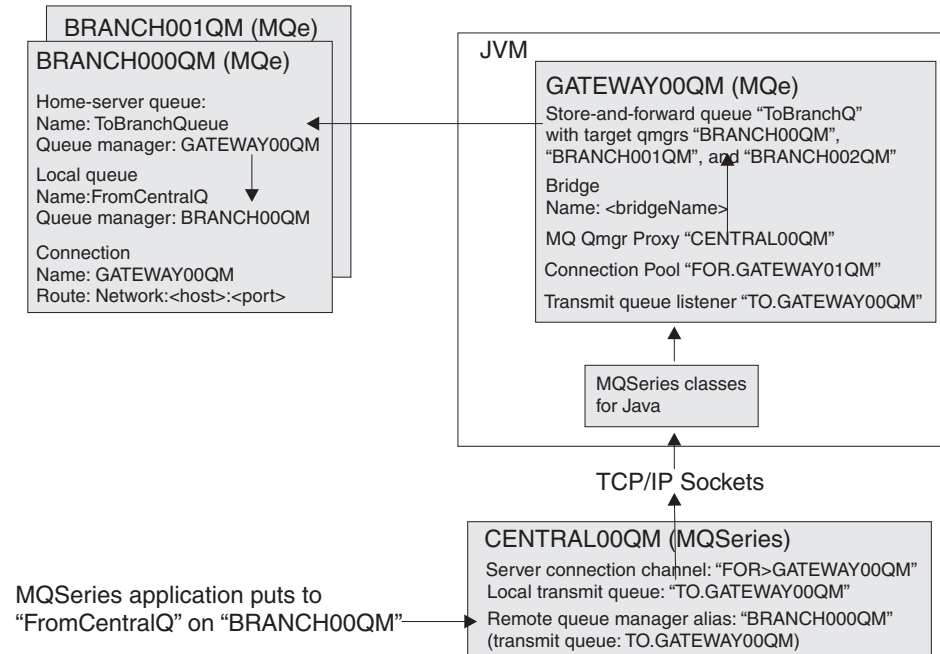 BRANCH001QM (MQe)
BRANCH000QM (MQe)
Home-server queue:
Name: ToBranchQueue
Queue manager: GATEWAY00QM
Local queue
Name:FromCentralQ
Queue manager: BRANCH00QM
Connection
Name: GATEWAY00QM
Route: Network:<host>:<port>
JVM
GATEWAY00QM (MQe)
Store-and-forward queue “ToBranchQ”
with target qmgrs “BRANCH00QM”,
“BRANCH001QM”, and “BRANCH002QM”
Bridge
Name: <bridgeName>
MQ Qmgr Proxy “CENTRAL00QM”
Connection Pool “FOR.GATEWAY01QM”
Transmit queue listener “TO.GATEWAY00QM”
MQSeries classes
for Java
TCP/IP Sockets
CENTRAL00QM (MQSeries)
Server connection channel: “FOR>GATEWAY00QM”
Local transmit queue: “TO.GATEWAY00QM”
Remote queue manager alias: “BRANCH000QM”
(transmit queue: TO.GATEWAY00QM)
MQSeries application puts to
“FromCentralQ” on “BRANCH00QM”